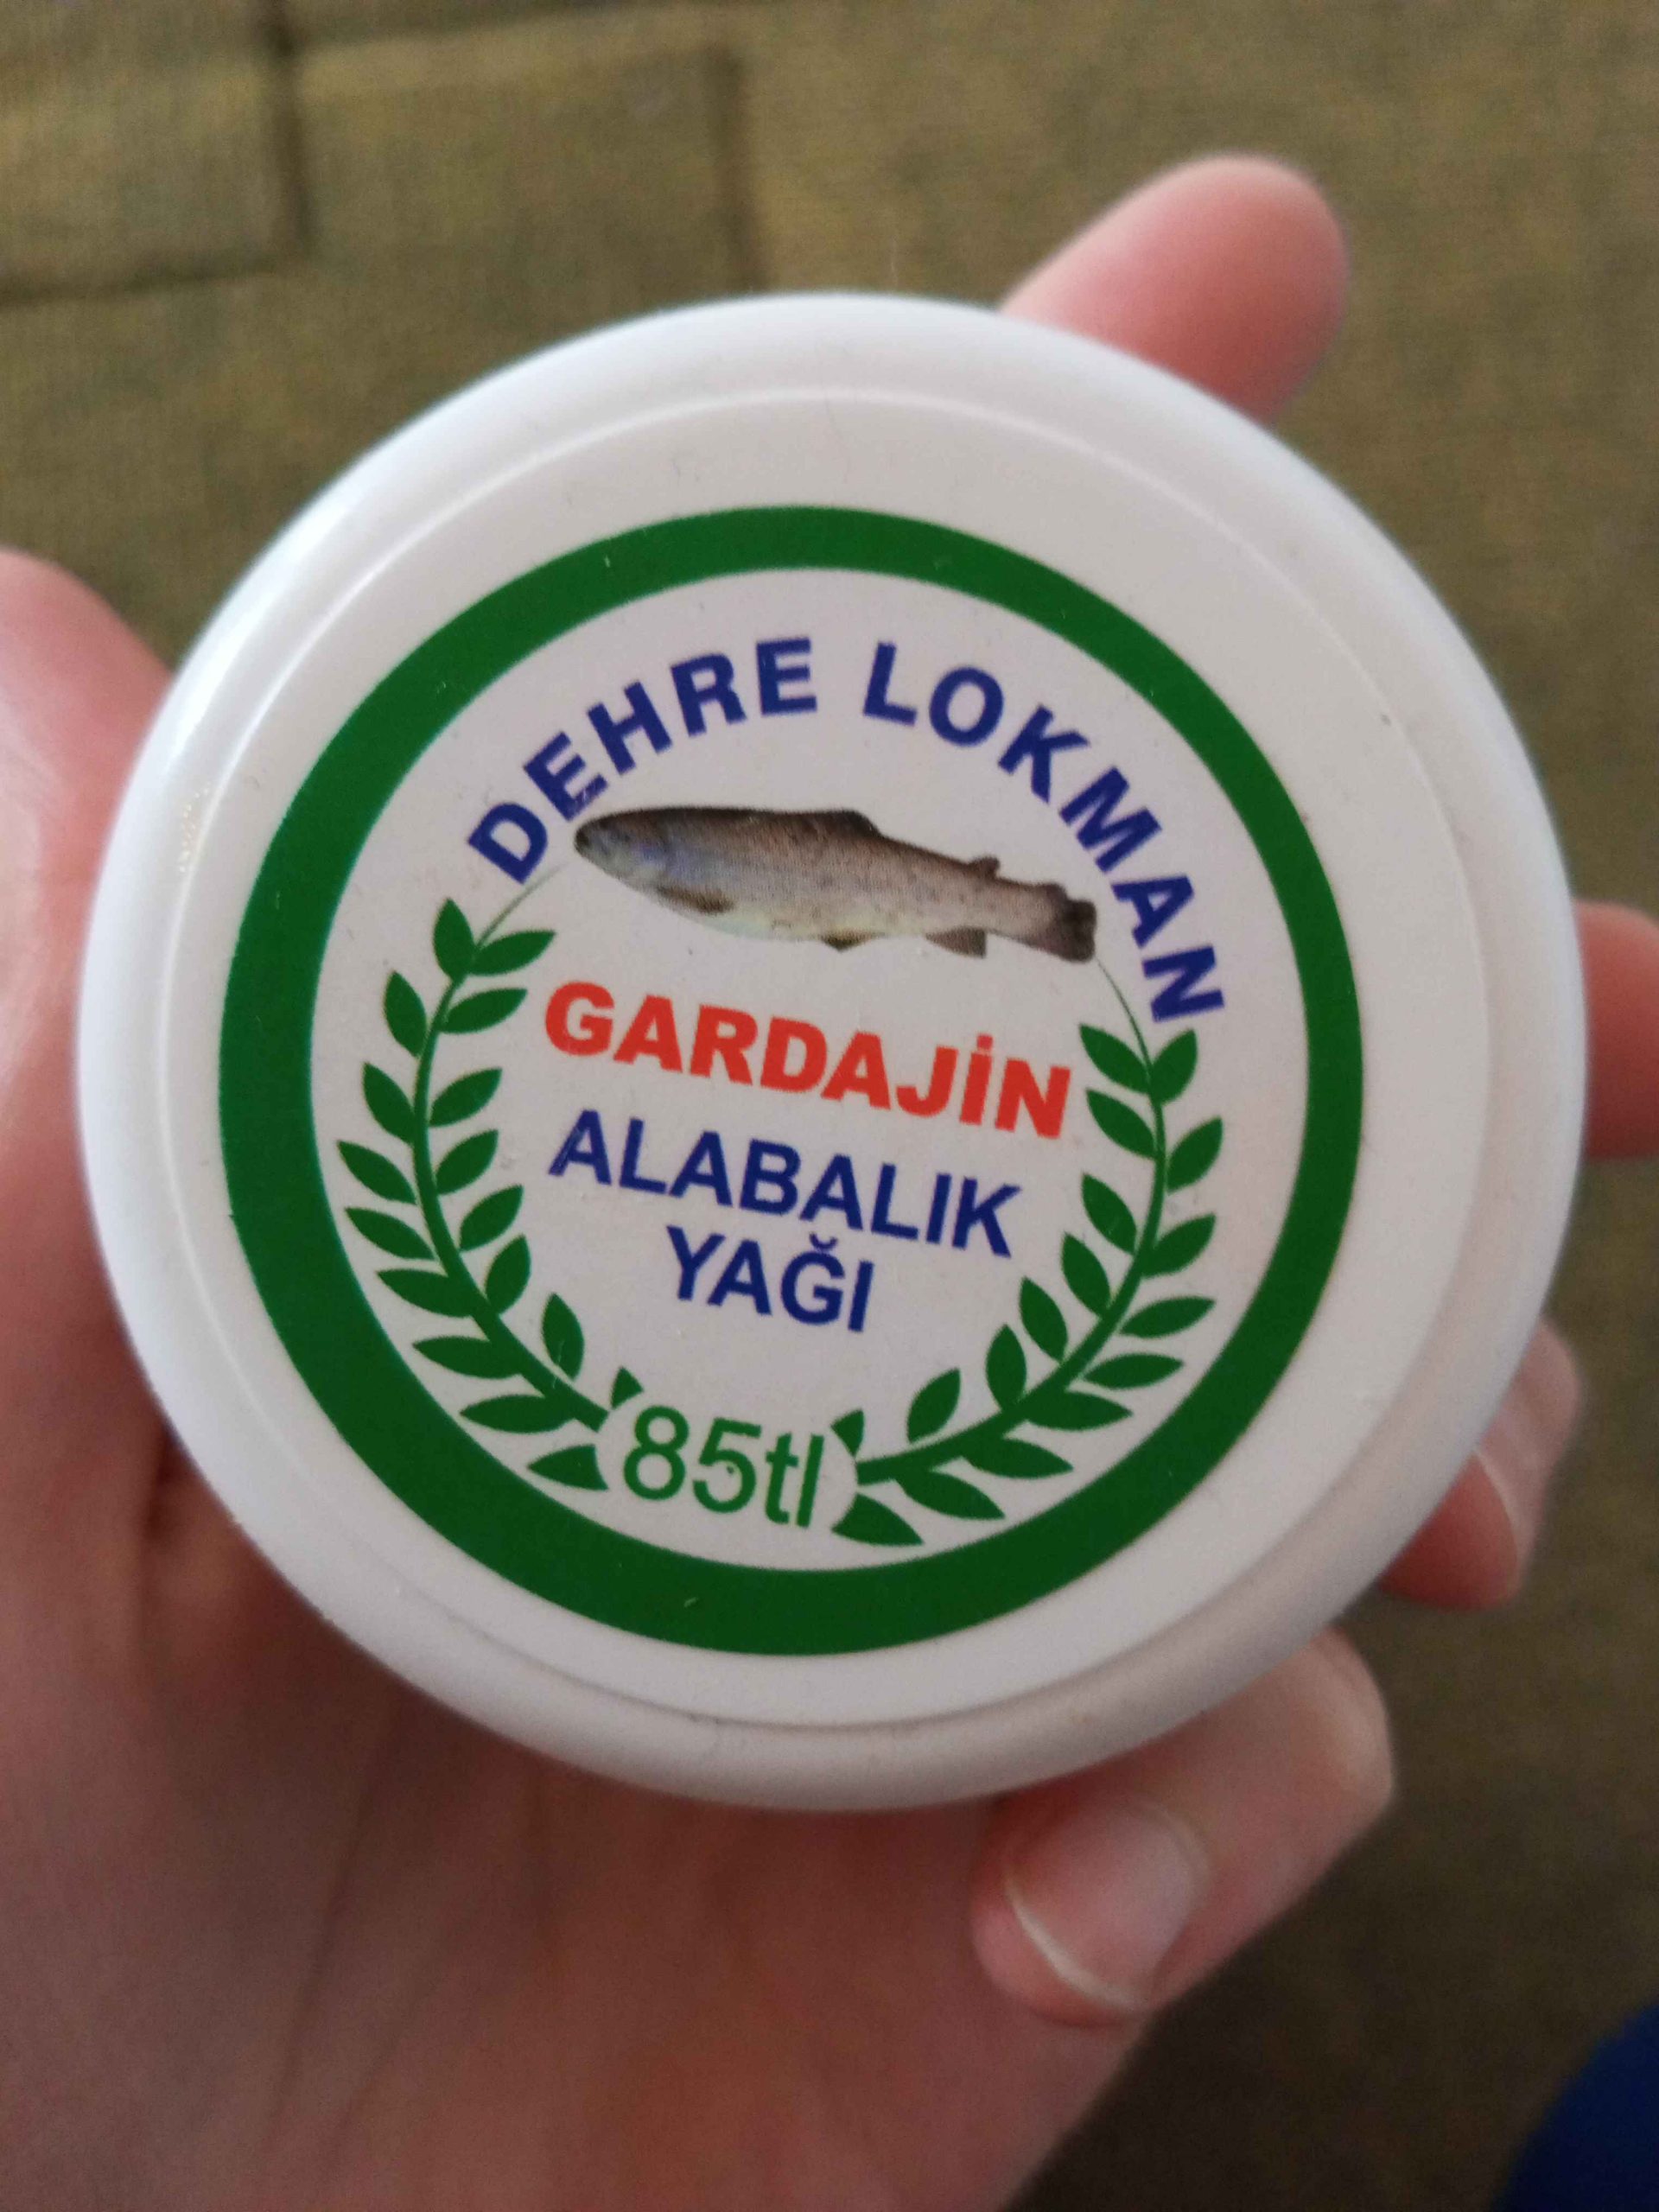 DEHRE LOKMAN
GARDAJİN
ALABALIK
YAĞI
85tl